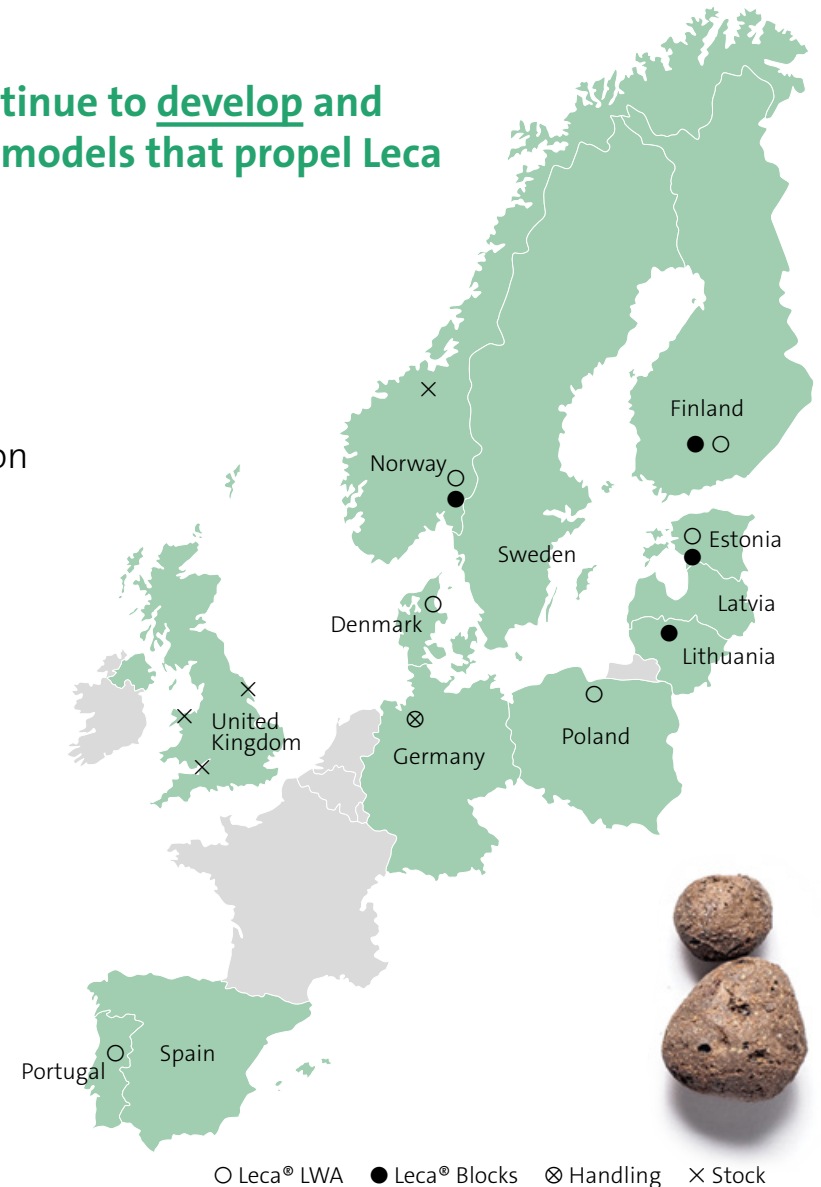 tinue to develop and
models that propel Leca
on
Finland
Norway
Estonia
Sweden
Latvia
Denmark
Lithuania
United
Kingdom
Poland
Germany
Spain
Portugal
Leca® LWA Leca® Blocks Handling Stock